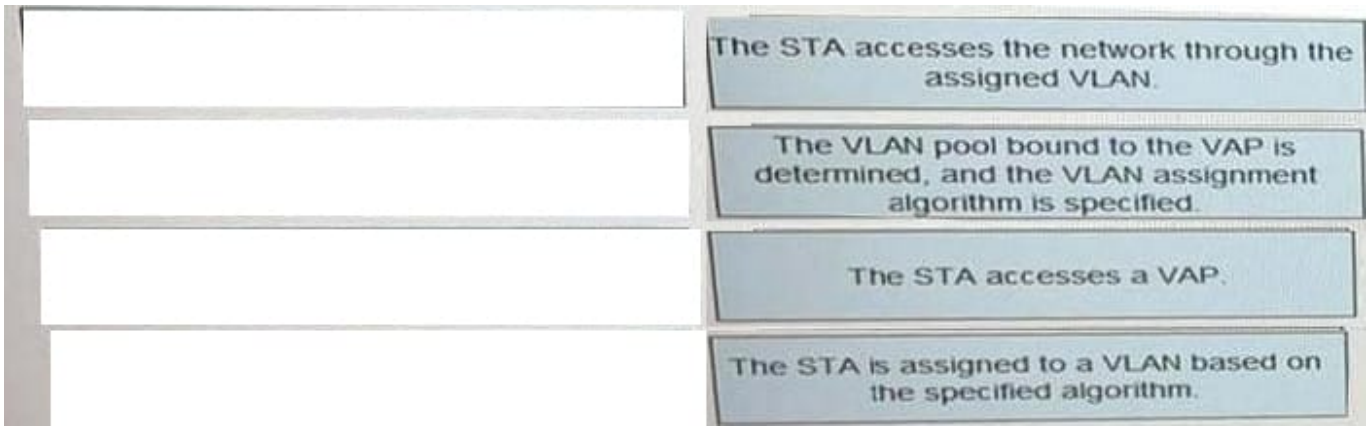 The STA accesses the network through the
assigned VLAN.
The VLAN pool bound to the VAP is
determined, and the VLAN assignment
algorithm is specified.
The STA accesses a VAP.
The STA is assigned to a VLAN based on
the specified algorithm.